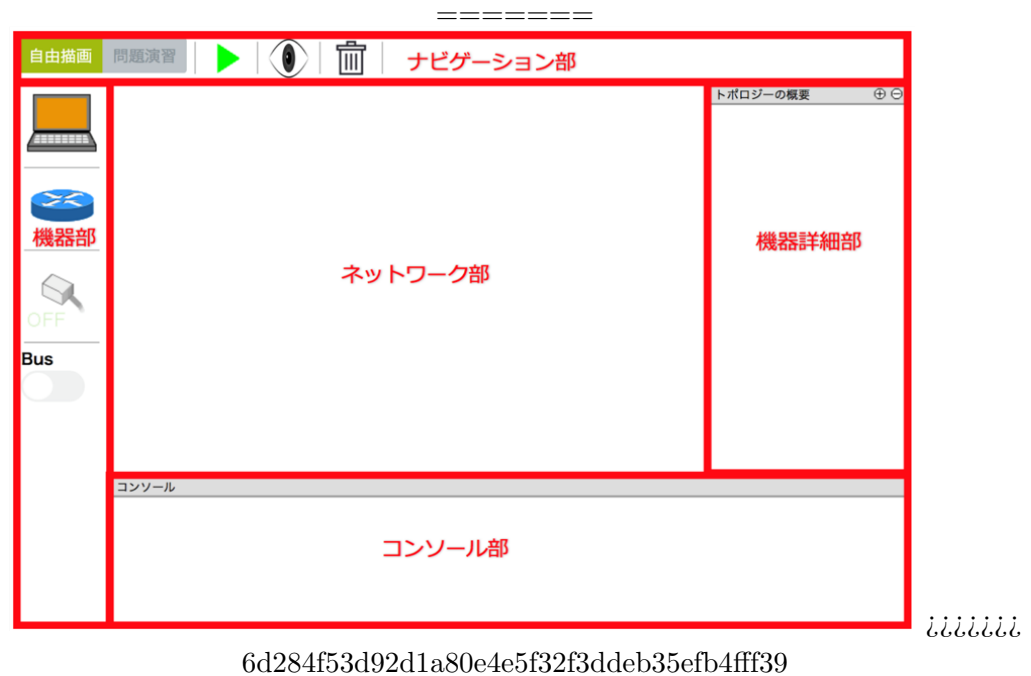 =======
自由描画 問題演習 ナビゲーション部
トポロジーの概要 ⊕ ⊖
機器部
機器詳細部
ネットワーク部
OFF
Bus
コンソール
コンソール部
¿¿¿¿¿¿¿
6d284f53d92d1a80e4e5f32f3ddeb35efb4fff39